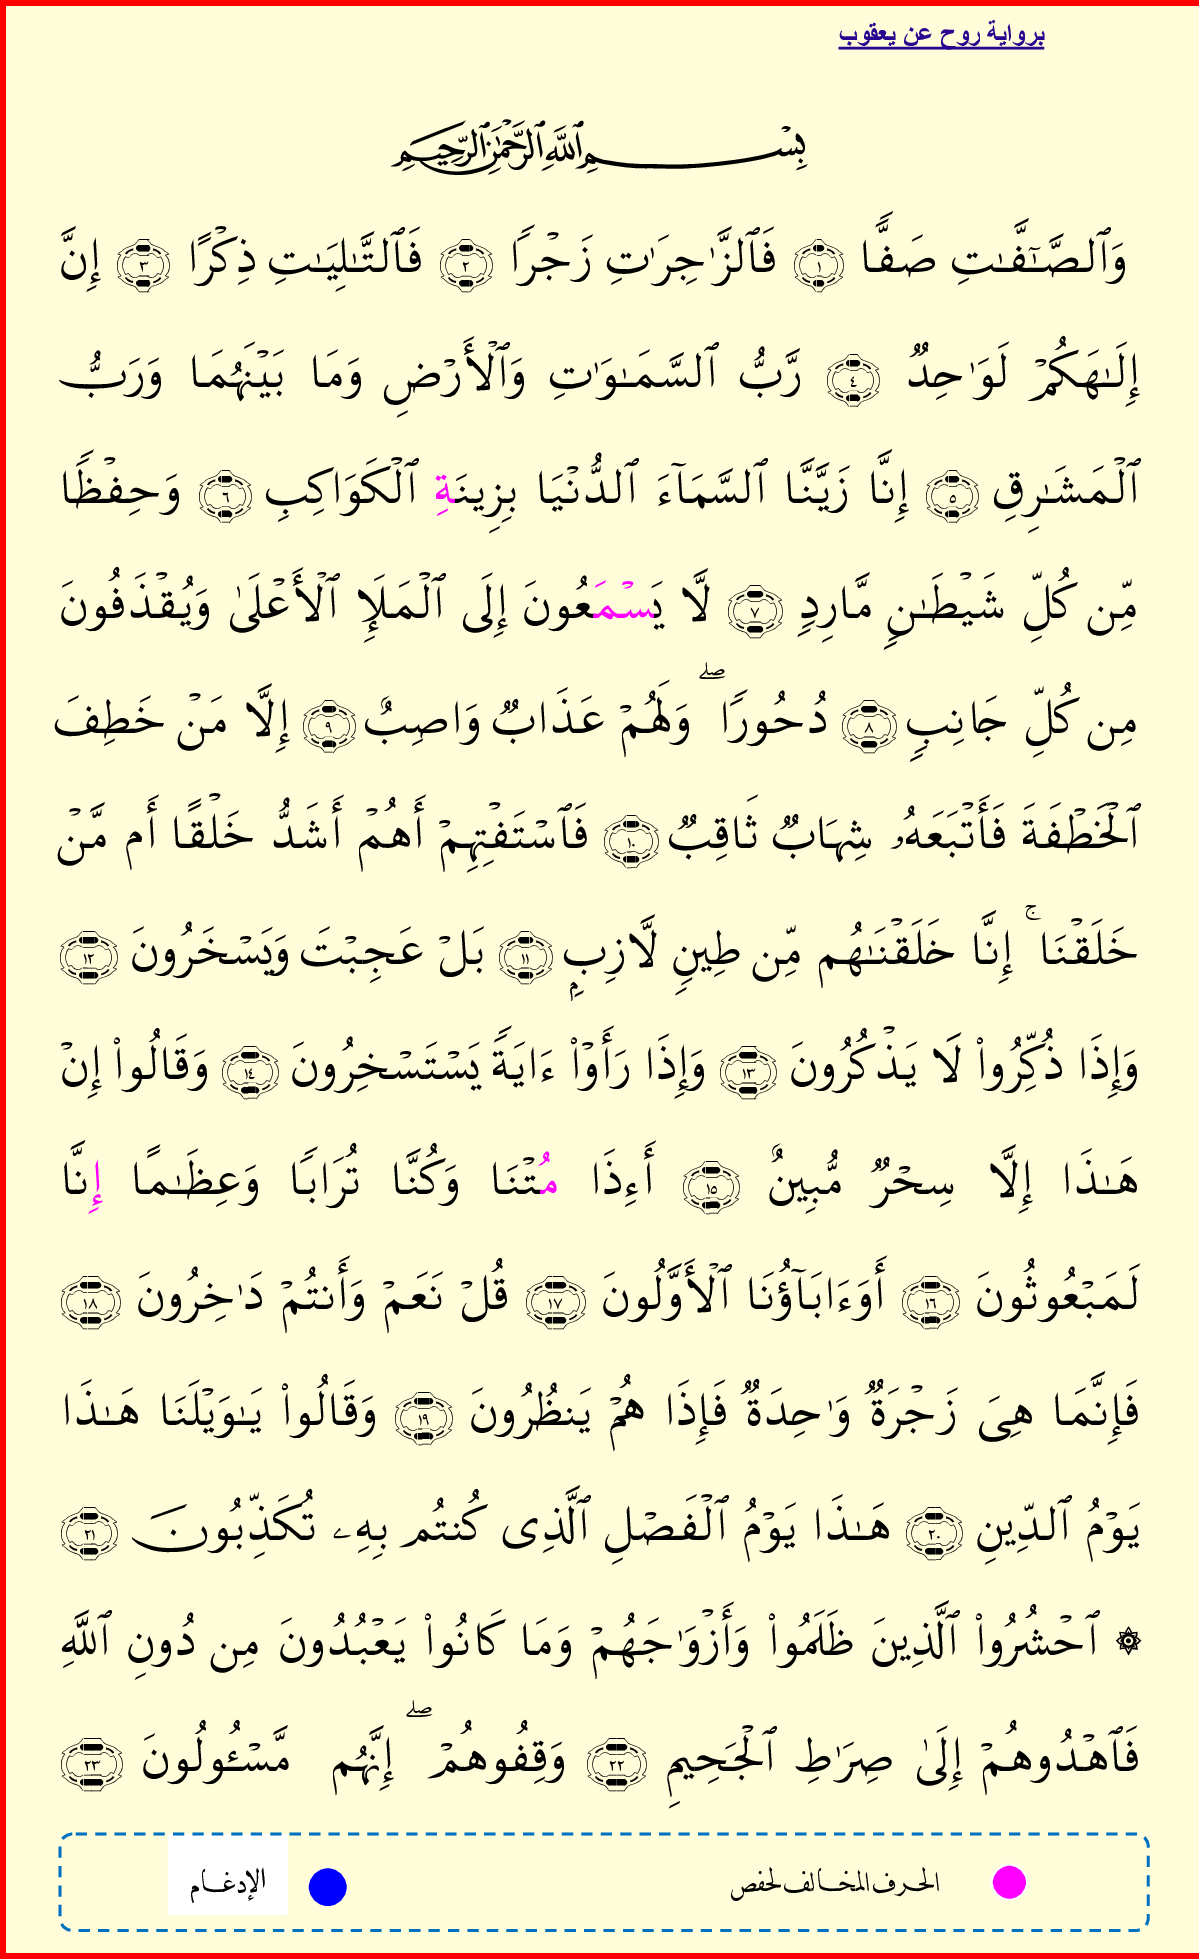 برواية روح عن يعقوب
بِسْمِ ٱللَّهِ ٱلرَّحْمَٰنِ ٱلرَّحِيمِ
وَٱلصَّٰٓفَّٰتِ صَفًّا ١ فَٱلزَّٰجِرَٰتِ زَجْرًا ٢ فَٱلتَّٰلِيَٰتِ ذِكْرًا ٣ إِنَّ
إِلَٰهَكُمْ لَوَٰحِدٌ ٤ رَّبُّ ٱلسَّمَٰوَٰتِ وَٱلْأَرْضِ وَمَا بَيْنَهُمَا وَرَبُّ
ٱلْمَشَٰرِقِ ٥ إِنَّا زَيَّنَّا ٱلسَّمَآءَ ٱلدُّنْيَا بِزِينَةِ ٱلْكَوَاكِبِ ٦ وَحِفْظًا
مِّن كُلِّ شَيْطَٰنٍ مَّارِدٍ ٧ لَّا يَسْمَعُونَ إِلَى ٱلْمَلَإِ ٱلْأَعْلَىٰ وَيُقْذَفُونَ
مِن كُلِّ جَانِبٍ ٨ دُحُورًا ۖ وَلَهُمْ عَذَابٌ وَاصِبٌ ٩ إِلَّا مَنْ خَطِفَ
ٱلْخَطْفَةَ فَأَتْبَعَهُۥ شِهَابٌ ثَاقِبٌ ١٠ فَٱسْتَفْتِهِمْ أَهُمْ أَشَدُّ خَلْقًا أَم مَّنْ
خَلَقْنَا ۚ إِنَّا خَلَقْنَٰهُم مِّن طِينٍ لَّازِبٍۭ ١١ بَلْ عَجِبْتَ وَيَسْخَرُونَ ١٢
وَإِذَا ذُكِّرُوا۟ لَا يَذْكُرُونَ ١٣ وَإِذَا رَأَوْا۟ ءَايَةً يَسْتَسْخِرُونَ ١٤ وَقَالُوا۟ إِنْ
هَٰذَا إِلَّا سِحْرٌ مُّبِينٌ ١٥ أَءِذَا مُتْنَا وَكُنَّا تُرَابًا وَعِظَٰمًا إِنَّا
لَمَبْعُوثُونَ ١٦ أَوَءَابَآؤُنَا ٱلْأَوَّلُونَ ١٧ قُلْ نَعَمْ وَأَنتُمْ دَٰخِرُونَ ١٨
فَإِنَّمَا هِىَ زَجْرَةٌ وَٰحِدَةٌ فَإِذَا هُمْ يَنظُرُونَ ١٩ وَقَالُوا۟ يَٰوَيْلَنَا هَٰذَا
يَوْمُ ٱلدِّينِ ٢٠ هَٰذَا يَوْمُ ٱلْفَصْلِ ٱلَّذِى كُنتُم بِهِۦ تُكَذِّبُونَ ٢١
۞ ٱحْشُرُوا۟ ٱلَّذِينَ ظَلَمُوا۟ وَأَزْوَٰجَهُمْ وَمَا كَانُوا۟ يَعْبُدُونَ مِن دُونِ ٱللَّهِ
فَٱهْدُوهُمْ إِلَىٰ صِرَٰطِ ٱلْجَحِيمِ ٢٢ وَقِفُوهُمْ ۖ إِنَّهُم مَّسْـُٔولُونَ ٢٣
الحرف المخالف لحفص الإدغام